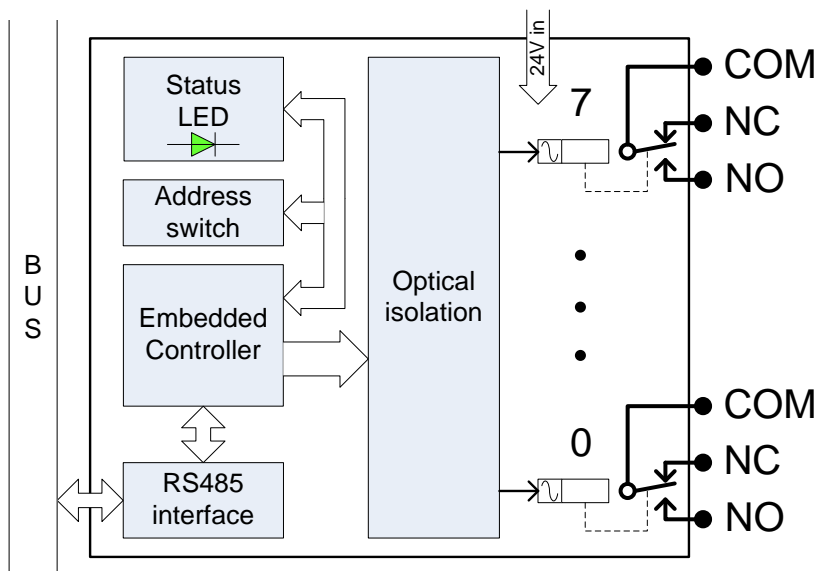 B
U
S
Status
LED
Address
switch
Embedded
Controller
RS485
interface
Optical
isolation
24V in
7
COM
NC
NO
0
COM
NC
NO